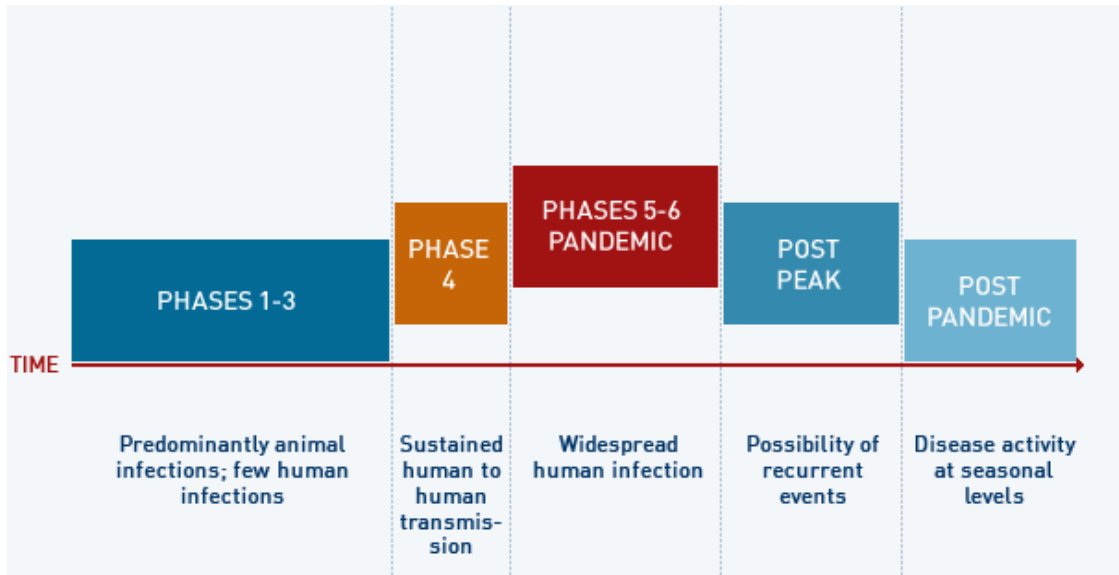 PHASES 1-3
PHASE
4
PHASES 5-6
PANDEMIC
POST
PEAK
POST
PANDEMIC
TIME
Predominantly animal
infections; few human
infections
Sustained
human to
human
transmis-
sion
Widespread
human infection
Possibility of
recurrent
events
Disease activity
at seasonal
levels